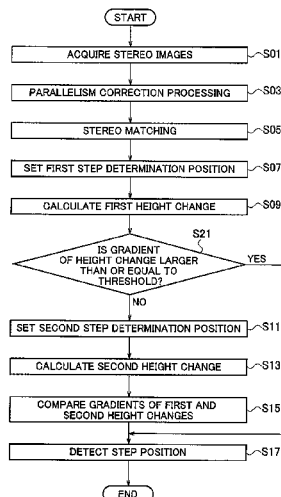 START
ACQUIRE STEREO IMAGES
S01
PARALLELISM CORRECTION PROCESSING
S03
STEREO MATCHING
S05
SET FIRST STEP DETERMINATION POSITION
S07
CALCULATE FIRST HEIGHT CHANGE
S09
S21
IS GRADIENT
OF HEIGHT CHANGE LARGER
THAN OR EQUAL TO
THRESHOLD?
YES
NO
SET SECOND STEP DETERMINATION POSITION
S11
CALCULATE SECOND HEIGHT CHANGE
S13
COMPARE GRADIENTS OF FIRST AND
SECOND HEIGHT CHANGES
S15
DETECT STEP POSITION
S17
END